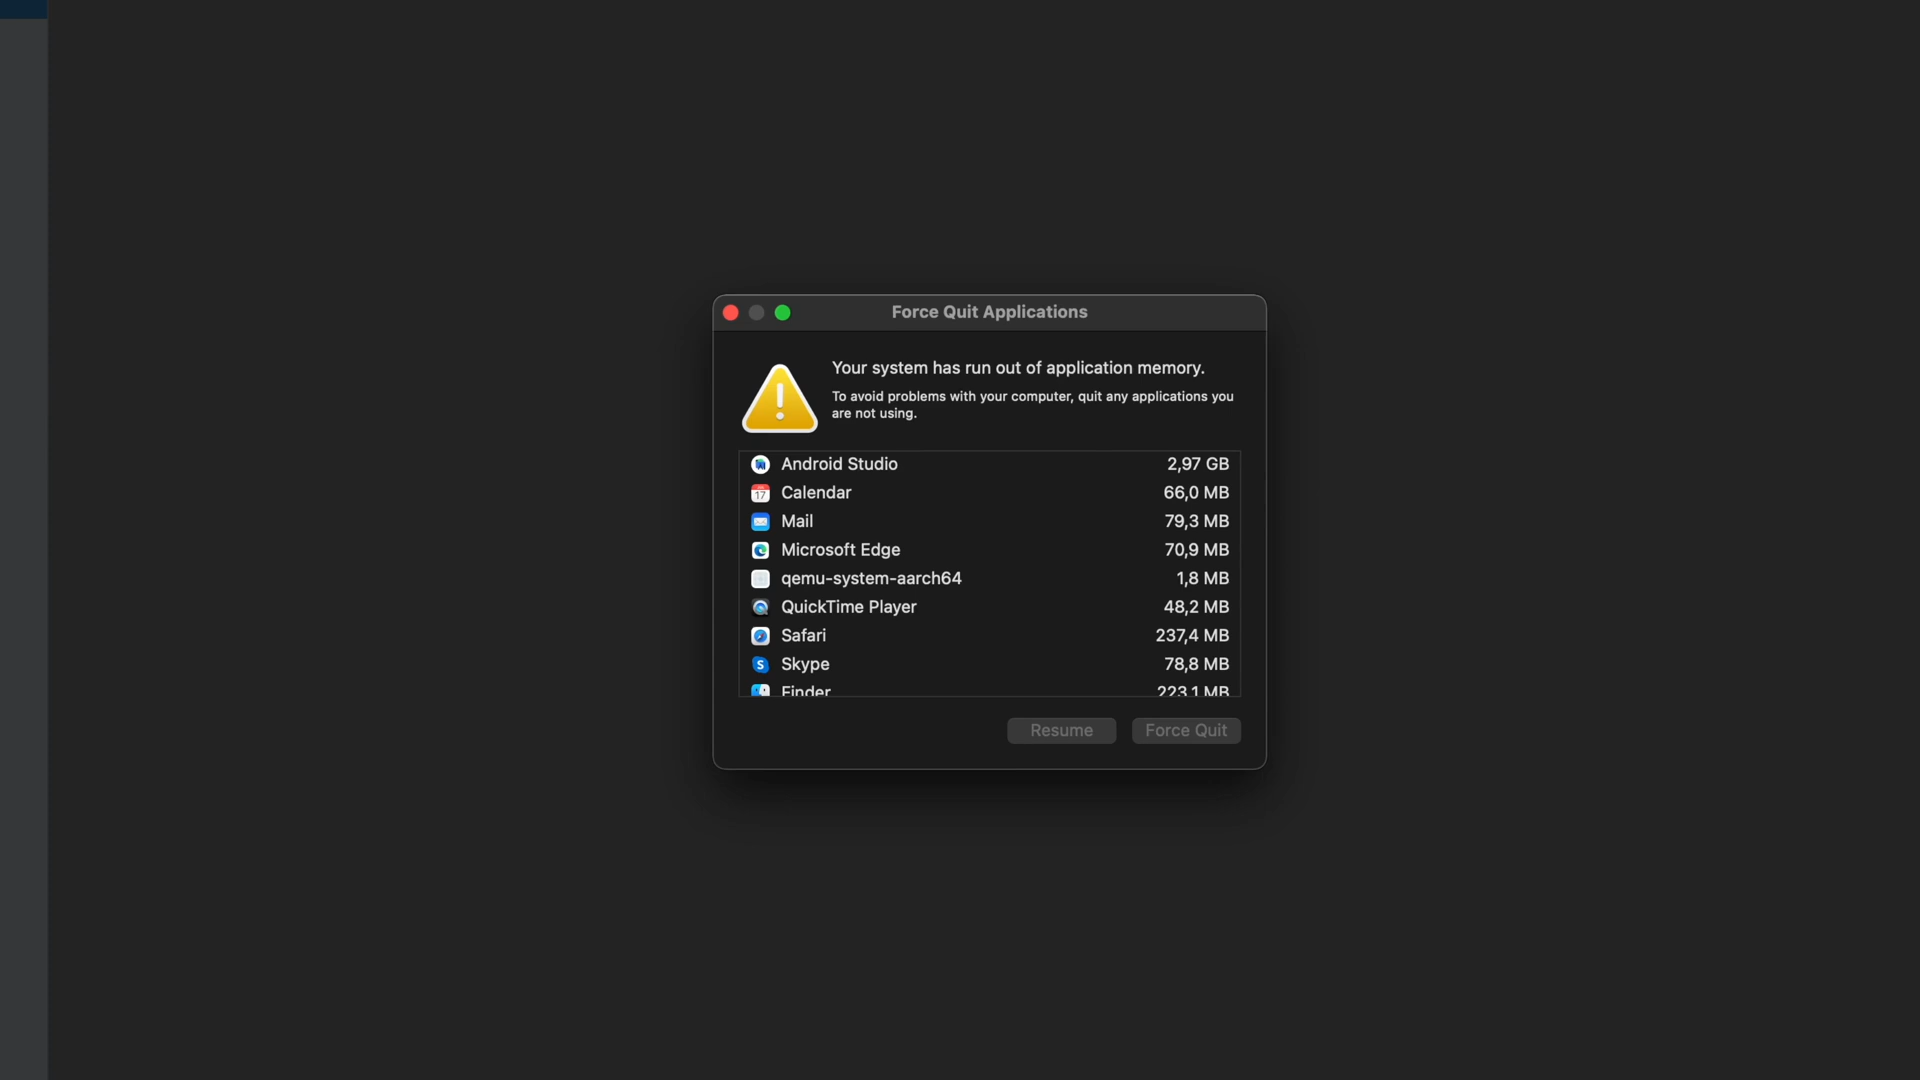 Force Quit Applications
Your system has run out of application memory.
To avoid problems with your computer, quit any applications you
are not using.
Android Studio 2,97 GB
17
Calendar 66,0 MB
Mail 79,3 MB
Microsoft Edge 70,9 MB
qemu-system-aarch64 1,8 MB
QuickTime Player 48,2 MB
Safari 237,4 MB
S
Skype 78,8 MB
Finder 223,1 MB
Resume Force Quit